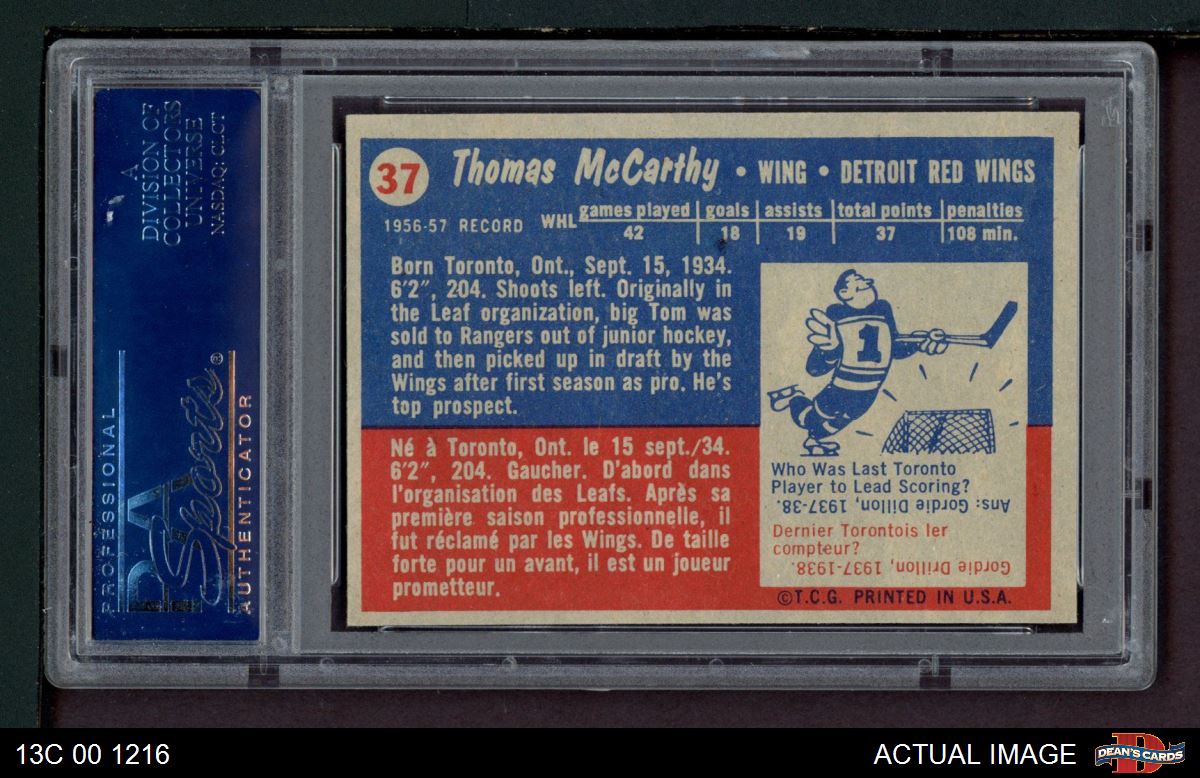 A
DIVISION OF
COLLECTORS
UNIVERSE
NASDAQ: CLCT
PROFESSIONAL
PSA
Sports®
AUTHENTICATOR
37 Thomas McCarthy • WING • DETROIT RED WINGS
1956-57 RECORD WHL games played goals assists total points penalties
42 18 19 37 108 min.
Born Toronto, Ont., Sept. 15, 1934.
6'2", 204. Shoots left. Originally in
the Leaf organization, big Tom was
sold to Rangers out of junior hockey,
and then picked up in draft by the
Wings after first season as pro. He's
top prospect.
Né à Toronto, Ont. le 15 sept./34.
6'2", 204. Gaucher. D'abord dans
l'organisation des Leafs. Après sa
première saison professionnelle, il
fut réclamé par les Wings. De taille
forte pour un avant, il est un joueur
prometteur.
1
Who Was Last Toronto
Player to Lead Scoring?
Ans: Gordie Dillon, 1937-38.
Dernier Torontois ler
compteur?
Gordie Drillon, 1937-1938.
©T.C.G. PRINTED IN U.S.A.
13C 00 1216
ACTUAL IMAGE
D
DEAN'S CARDS